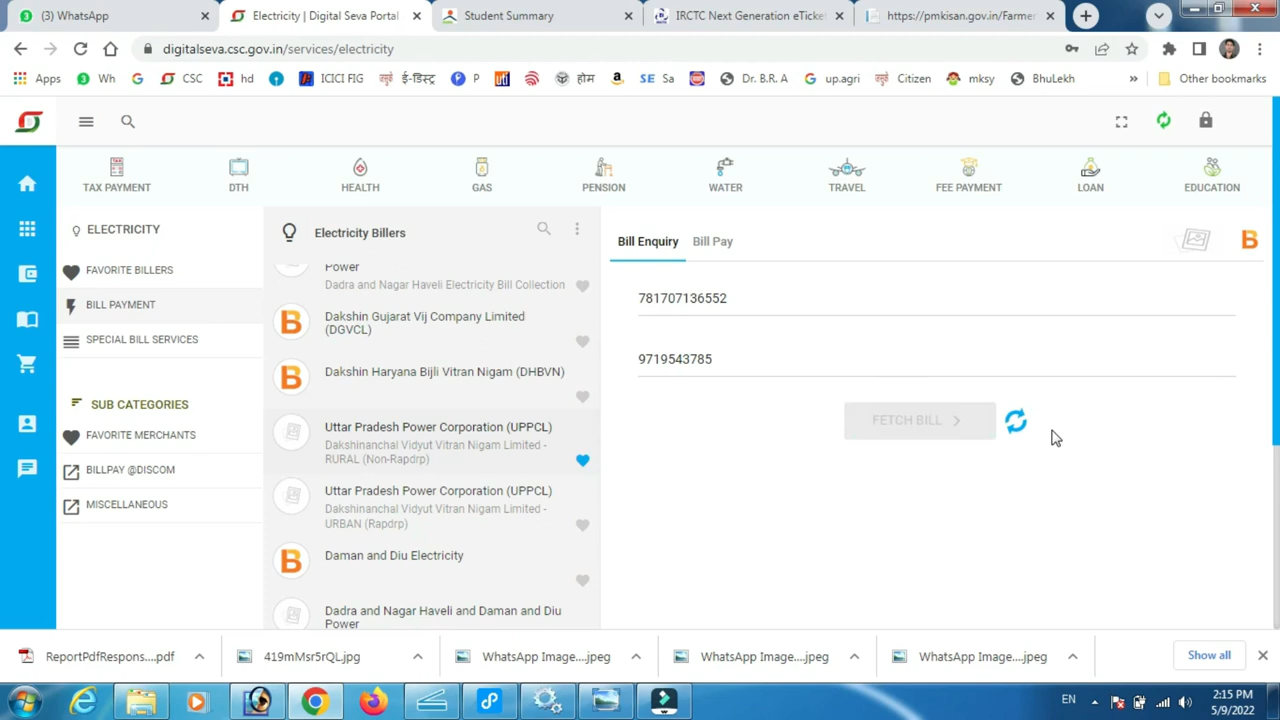 (3) WhatsApp
Electricity | Digital Seva Portal
Student Summary
IRCTC Next Generation eTicket
https://pmkisan.gov.in/Farmer
digitalseva.csc.gov.in/services/electricity
Apps
Wh
CSC
hd
ICICI FIG
ई-डिस्ट्र
P
होम
SE Sa
Dr. B.R. A
up.agri
Citizen
mksy
BhuLekh
»
Other bookmarks
TAX PAYMENT
DTH
HEALTH
GAS
PENSION
WATER
TRAVEL
FEE PAYMENT
LOAN
EDUCATION
ELECTRICITY
FAVORITE BILLERS
BILL PAYMENT
SPECIAL BILL SERVICES
SUB CATEGORIES
FAVORITE MERCHANTS
BILLPAY @DISCOM
MISCELLANEOUS
Electricity Billers
Power
Dadra and Nagar Haveli Electricity Bill Collection
Dakshin Gujarat Vij Company Limited
(DGVCL)
Dakshin Haryana Bijli Vitran Nigam (DHBVN)
Uttar Pradesh Power Corporation (UPPCL)
Dakshinanchal Vidyut Vitran Nigam Limited -
RURAL (Non-Rapdrp)
Uttar Pradesh Power Corporation (UPPCL)
Dakshinanchal Vidyut Vitran Nigam Limited -
URBAN (Rapdrp)
Daman and Diu Electricity
Dadra and Nagar Haveli and Daman and Diu
Power
Bill Enquiry
Bill Pay
781707136552
9719543785
FETCH BILL
ReportPdfRespons....pdf
419mMsr5rQL.jpg
WhatsApp Image....jpeg
WhatsApp Image....jpeg
WhatsApp Image....jpeg
Show all
EN
2:15 PM
5/9/2022